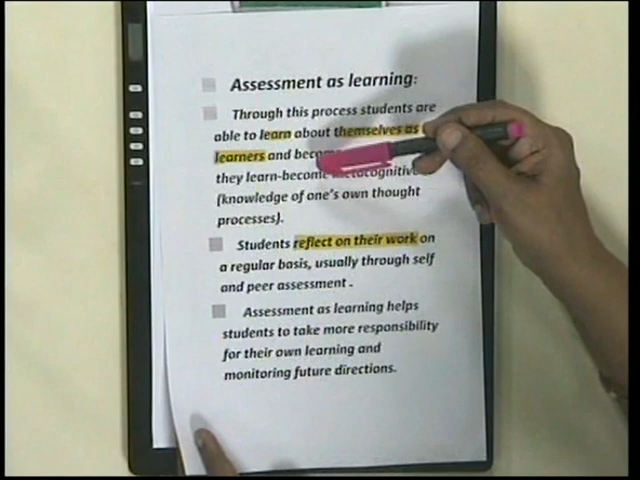 Assessment as learning:
Through this process students are
able to learn about themselves as
learners and
they learn-become metacognitive
(knowledge of one's own thought
processes).
Students reflect on their work on
a regular basis, usually through self
and peer assessment .
Assessment as learning helps
students to take more responsibility
for their own learning and
monitoring future directions.